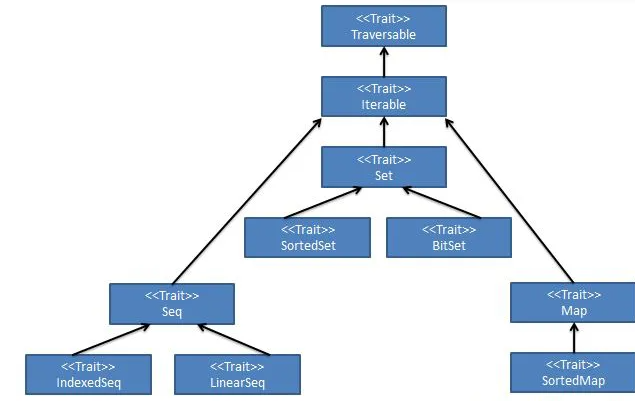 <<Trait>>
Traversable
<<Trait>>
Iterable
<<Trait>>
Set
<<Trait>>
SortedSet
<<Trait>>
BitSet
<<Trait>>
Seq
<<Trait>>
Map
<<Trait>>
IndexedSeq
<<Trait>>
LinearSeq
<<Trait>>
SortedMap